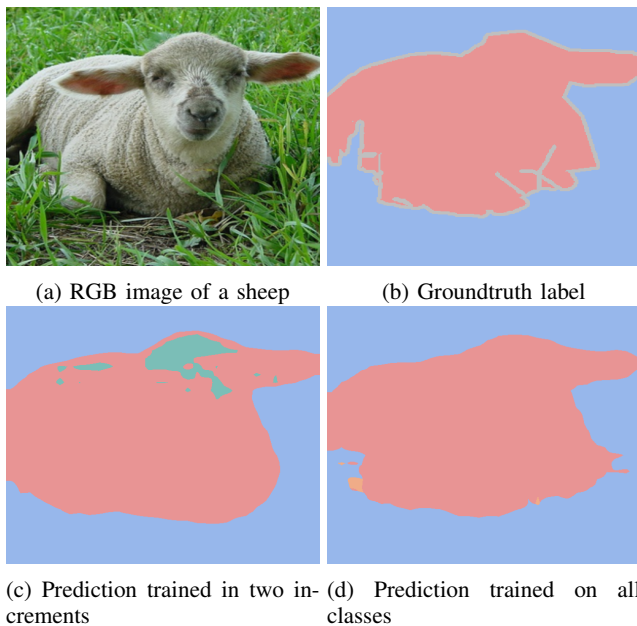 (a) RGB image of a sheep
(b) Groundtruth label
(c) Prediction trained in two in-
crements
(d) Prediction trained on all
classes